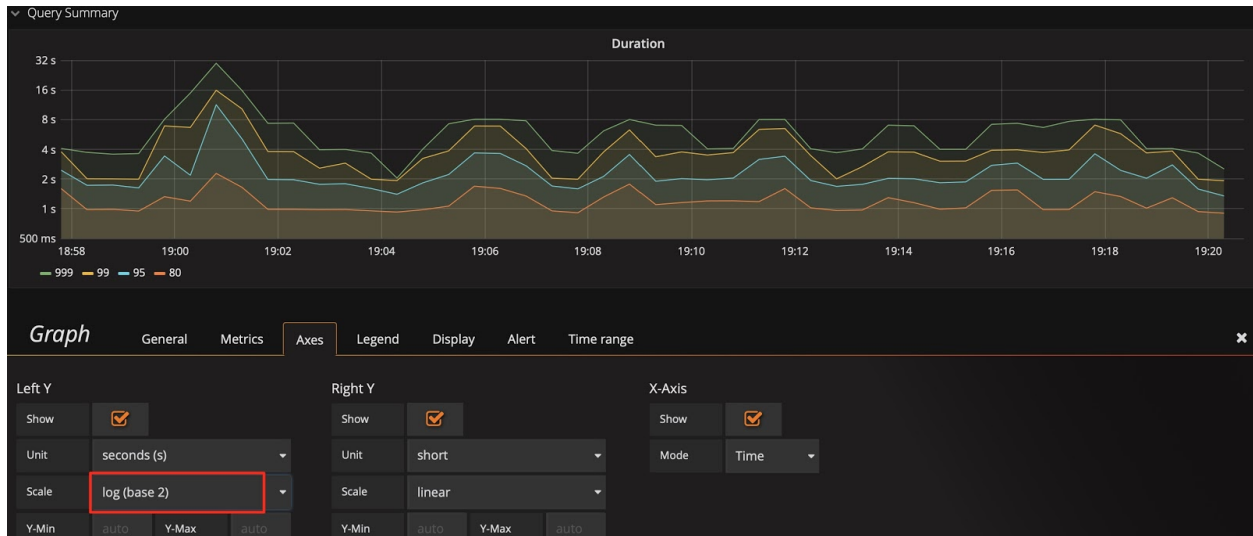 Query Summary
Duration
32 s
16 s
8 s
4 s
2 s
1 s
500 ms
18:58 19:00 19:02 19:04 19:06 19:08 19:10 19:12 19:14 19:16 19:18 19:20
999 99 95 80
Graph General Metrics Axes Legend Display Alert Time range
Left Y Right Y X-Axis
Show Show Show
Unit seconds (s) Unit short Mode Time
Scale log (base 2) Scale linear
Y-Min auto Y-Max auto Y-Min auto Y-Max auto